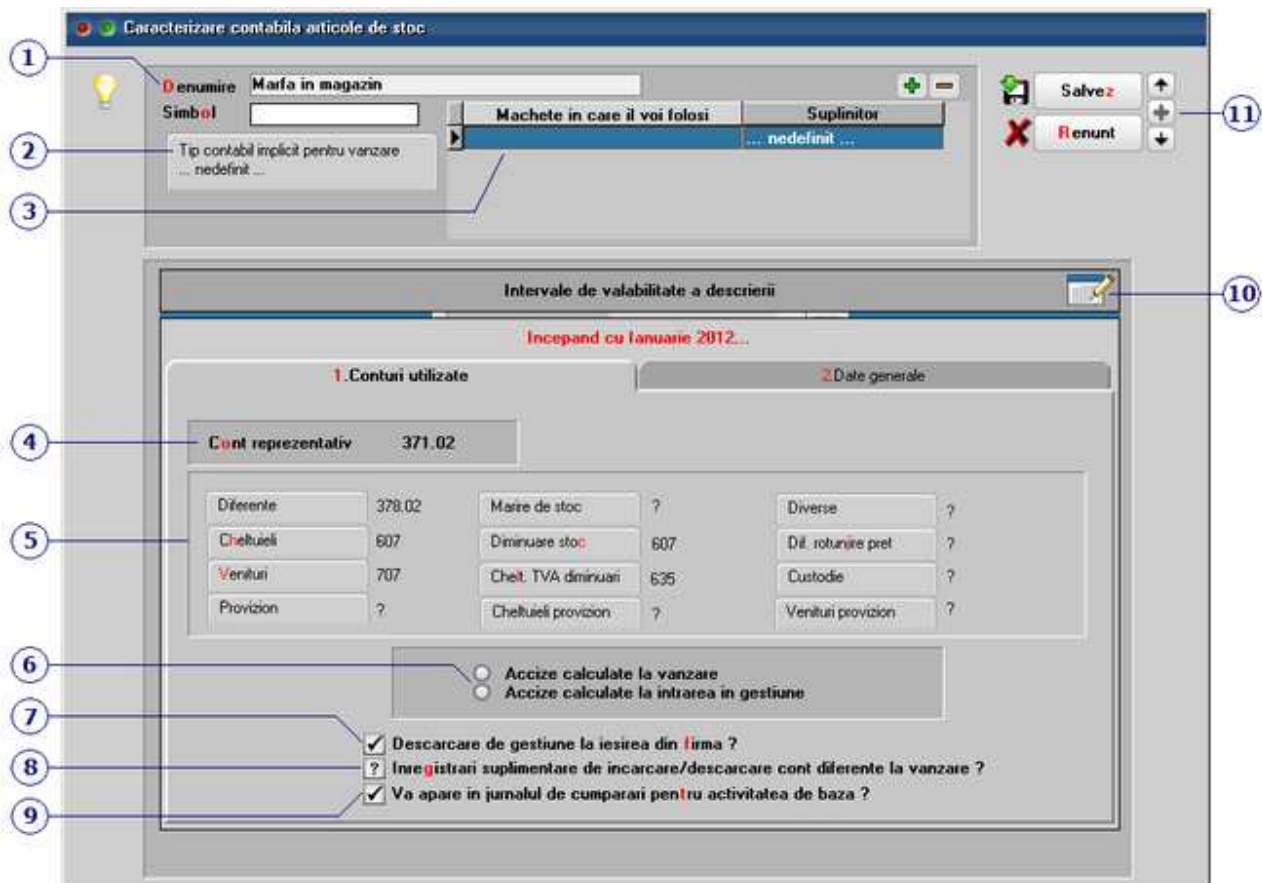 Caracterizare contabila articole de stoc
1
Denumire Marfa in magazin
Salvez
Simbol
Machete in care il voi folosi Suplinitor
11
2
Tip contabil implicit pentru vanzare
... nedefinit ...
Renunt
... nedefinit ...
3
Intervale de valabilitate a descrierii
10
Incepand cu Ianuarie 2012...
1.Conturi utilizate 2.Date generale
4
Cont reprezentativ 371.02
Diferente 378.02 Marire de stoc ? Diverse ?
5
Cheltuieli 607 Diminuare stoc 607 Dif. rotunjire pret ?
Venituri 707 Chelt. TVA diminuari 635 Custodie ?
Provizion ? Cheltuieli provizion ? Venituri provizion ?
6
Accize calculate la vanzare
Accize calculate la intrarea in gestiune
7
Descarcare de gestiune la iesirea din firma ?
8
? Inregistrari suplimentare de incarcare/descarcare cont diferente la vanzare ?
9
Va apare in jurnalul de cumparari pentru activitatea de baza ?